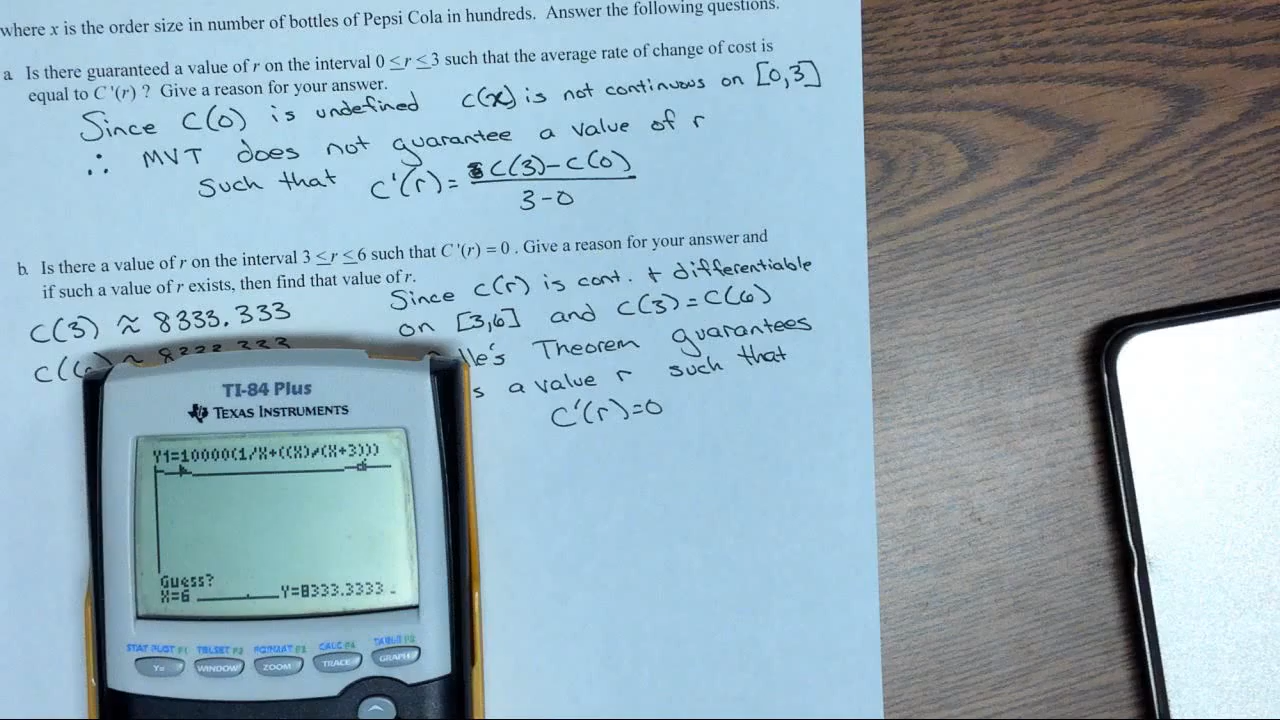 where x is the order size in number of bottles of Pepsi Cola in hundreds. Answer the following questions.
a Is there guaranteed a value of r on the interval 0 ≤ r ≤ 3 such that the average rate of change of cost is
equal to C '(r) ? Give a reason for your answer.
Since C(0) is undefined C(x) is not continuous on [0,3]
∴ MVT does not guarantee a value of r
such that C'(r) = C(3)-C(0)
3-0
b. Is there a value of r on the interval 3 ≤ r ≤ 6 such that C '(r) = 0 . Give a reason for your answer and
if such a value of r exists, then find that value of r.
C(3) ≈ 8333.333
Since C(r) is cont. + differentiable
on [3,6] and C(3) = C(6)
Theorem guarantees
a value r such that
C'(r)=0
TI-84 Plus
TEXAS INSTRUMENTS
Y1=10000(1/X+((X)/(X+3)))
Guess?
X=6 Y=8333.3333
STAT PLOT F1 TBLSET F2 FORMAT F3 CALC F4 TABLE F5
Y= WINDOW ZOOM TRACE GRAPH